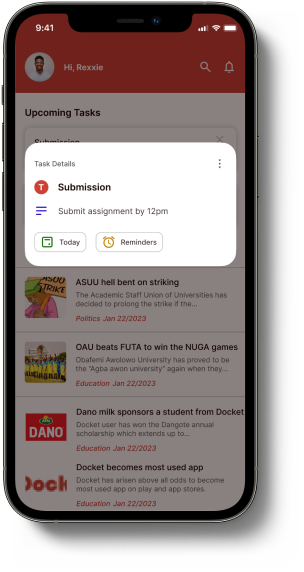 9:41
Hi, Rexxie
Upcoming Tasks
Submission
Task Details
T
Submission
Submit assignment by 12pm
Today
Reminders
ASUU
STRIKE
ASUU hell bent on striking
The Academic Staff Union of Universities has
decided to prolong the strike if the...
Politics Jan 22/2023
OAU beats FUTA to win the NUGA games
Obafemi Awolowo University has proved to be
the "Agba awon university" again when they...
Education Jan 22/2023
DANO
Dano milk sponsors a student from Docket
Docket user has won the Dangote annual
scholarship which extends up to...
Education Jan 22/2023
Dock
Docket becomes most used app
Docket has arisen above all odds to become
most used app on play and app stores.
Education Jan 22/2023